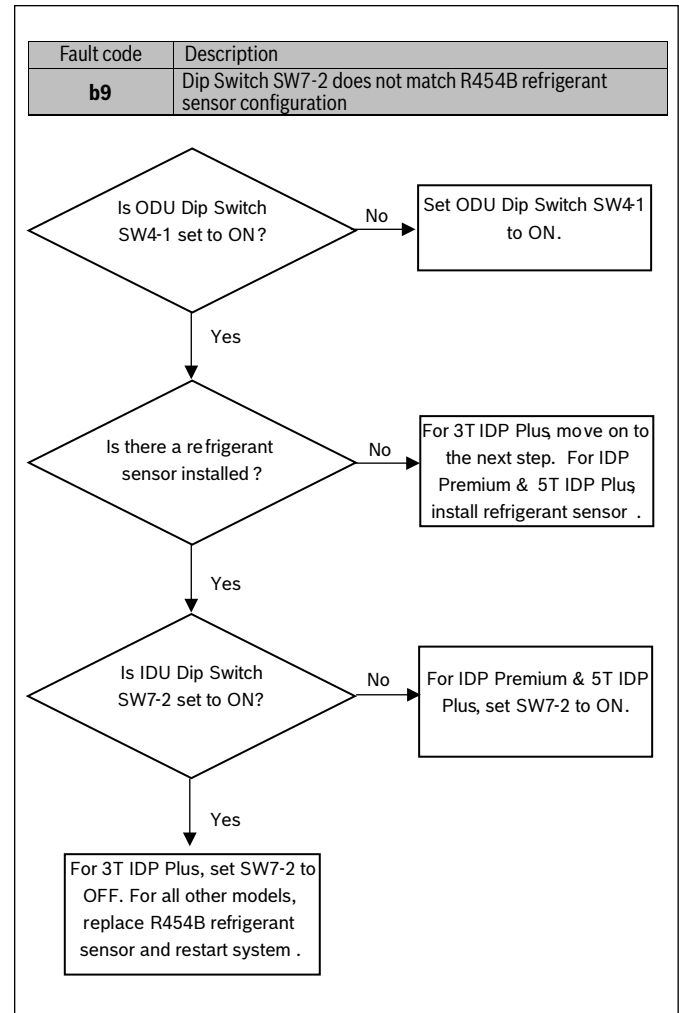 Fault code Description
b9
Dip Switch SW7-2 does not match R454B refrigerant
sensor configuration
Is ODU Dip Switch
SW4-1 set to ON?
No
Set ODU Dip Switch SW4-1
to ON.
Yes
Is there a refrigerant
sensor installed ?
No
For 3T IDP Plus, move on to
the next step. For IDP
Premium & 5T IDP Plus,
install refrigerant sensor .
Yes
Is IDU Dip Switch
SW7-2 set to ON?
No
For IDP Premium & 5T IDP
Plus, set SW7-2 to ON.
Yes
For 3T IDP Plus, set SW7-2 to
OFF. For all other models,
replace R454B refrigerant
sensor and restart system .